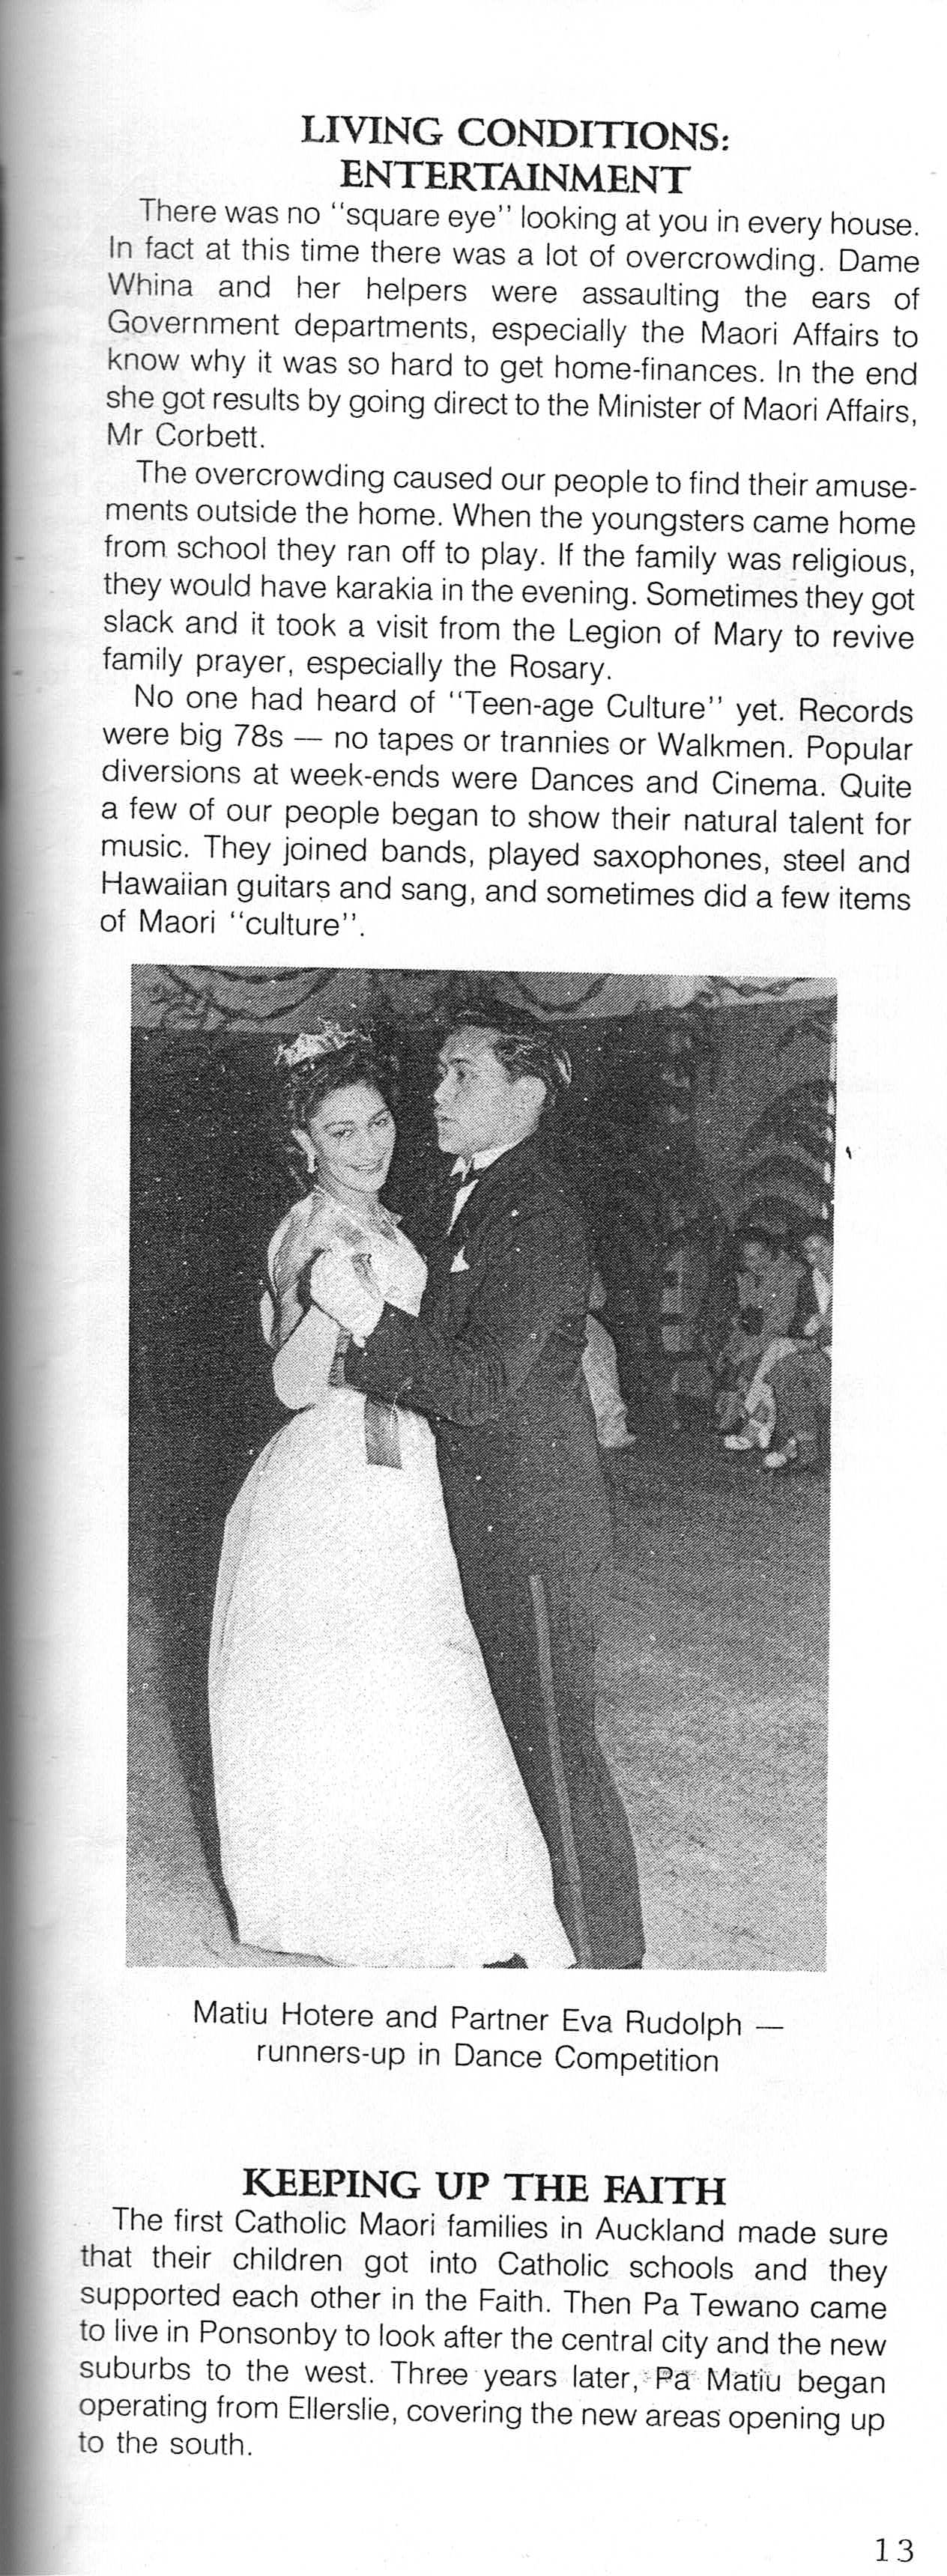 LIVING CONDITIONS:
ENTERTAINMENT
There was no "square eye" looking at you in every house.
In fact at this time there was a lot of overcrowding. Dame
Whina and her helpers were assaulting the ears of
Government departments, especially the Maori Affairs to
know why it was so hard to get home-finances. In the end
she got results by going direct to the Minister of Maori Affairs,
Mr Corbett.
The overcrowding caused our people to find their amuse-
ments outside the home. When the youngsters came home
from school they ran off to play. If the family was religious,
they would have karakia in the evening. Sometimes they got
slack and it took a visit from the Legion of Mary to revive
family prayer, especially the Rosary.
No one had heard of "Teen-age Culture" yet. Records
were big 78s — no tapes or trannies or Walkmen. Popular
diversions at week-ends were Dances and Cinema. Quite
a few of our people began to show their natural talent for
music. They joined bands, played saxophones, steel and
Hawaiian guitars and sang, and sometimes did a few items
of Maori "culture".
Matiu Hotere and Partner Eva Rudolph —
runners-up in Dance Competition
KEEPING UP THE FAITH
The first Catholic Maori families in Auckland made sure
that their children got into Catholic schools and they
supported each other in the Faith. Then Pa Tewano came
to live in Ponsonby to look after the central city and the new
suburbs to the west. Three years later, Pa Matiu began
operating from Ellerslie, covering the new areas opening up
to the south.
13